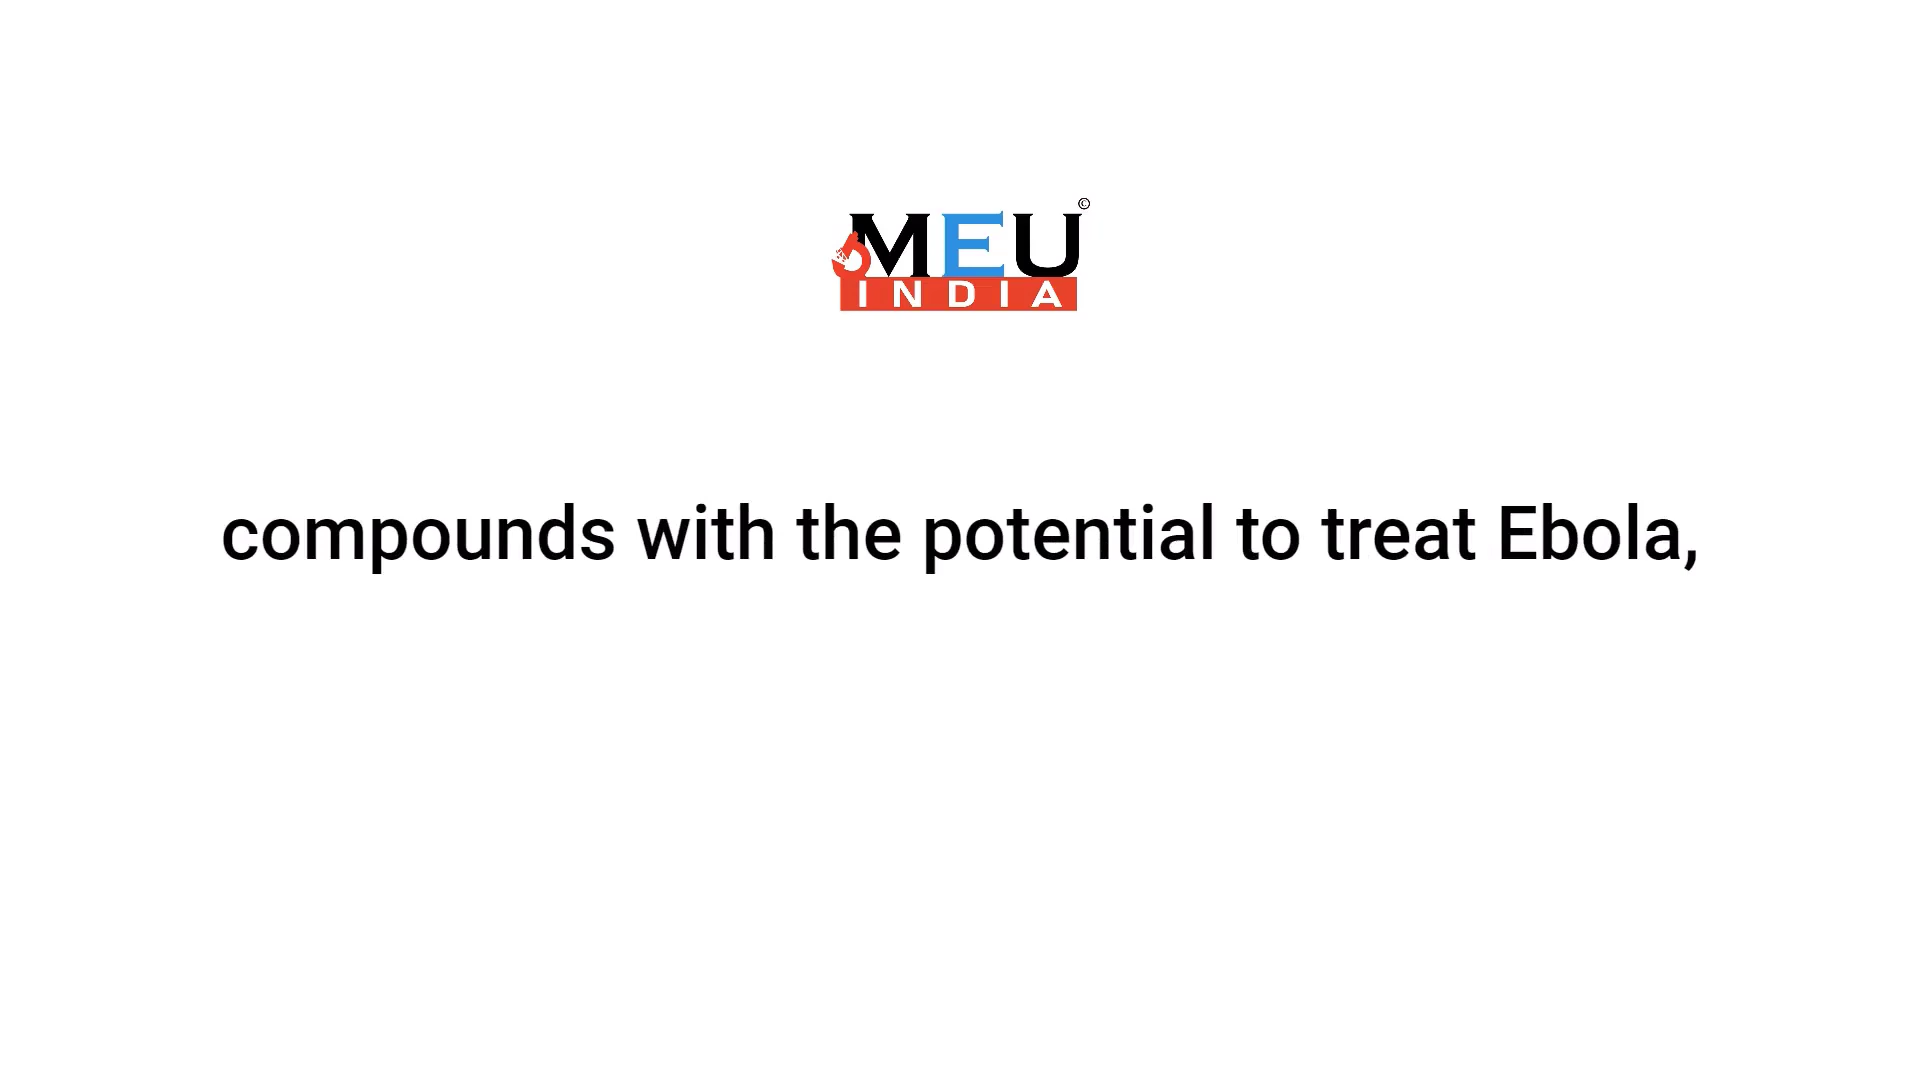 MEU©
INDIA
compounds with the potential to treat Ebola,